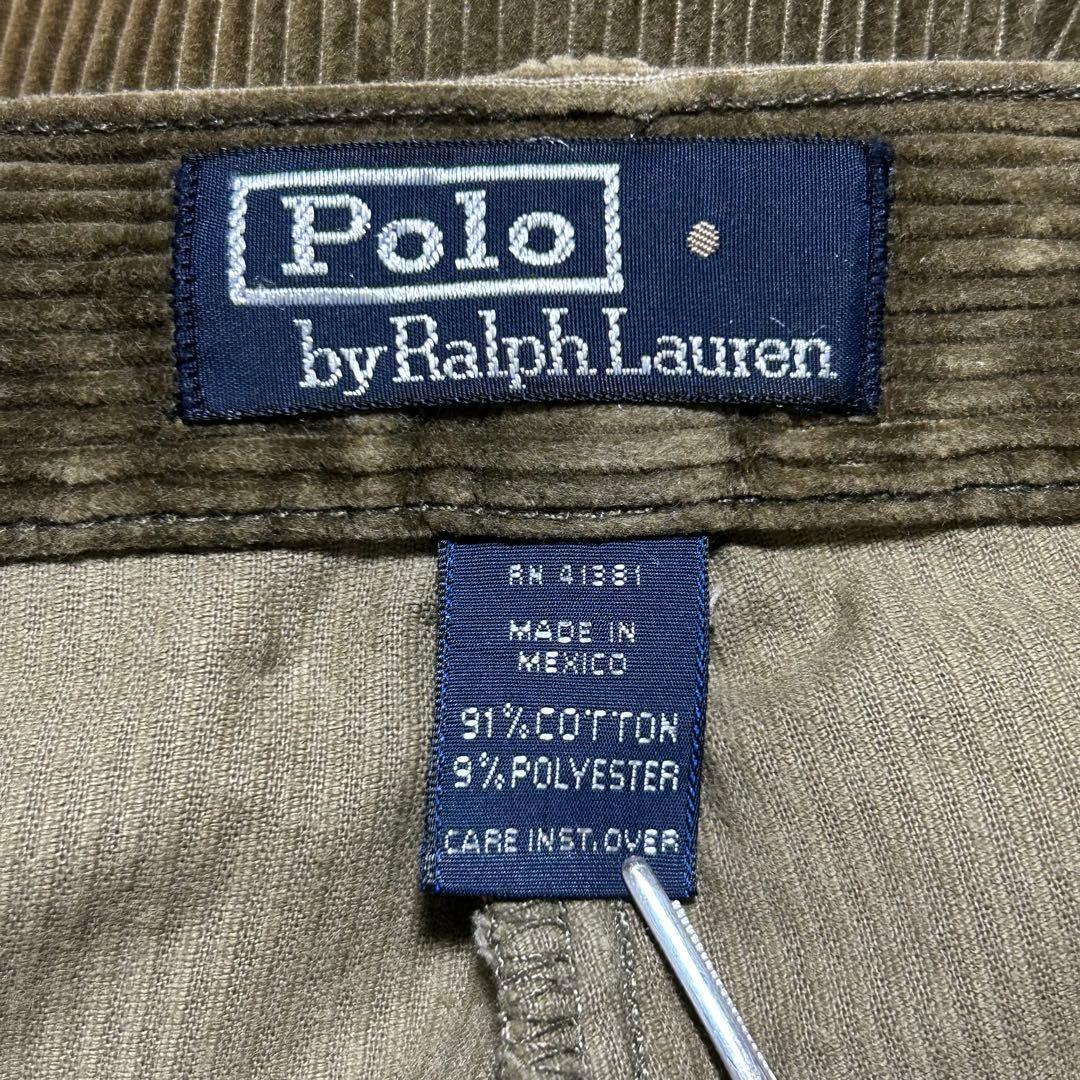 Polo
by Ralph Lauren
RN 41381
MADE IN
MEXICO
91% COTTON
9% POLYESTER
CARE INST. OVER